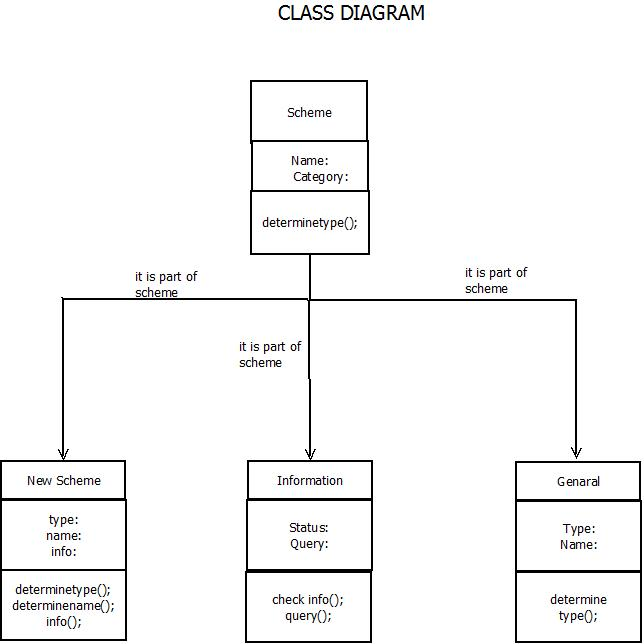 CLASS DIAGRAM
Scheme
Name:
Category:
determinetype();
it is part of
scheme
it is part of
scheme
it is part of
scheme
New Scheme
type:
name:
info:
determinetype();
determinename();
info();
Information
Status:
Query:
check info();
query();
Genaral
Type:
Name:
determine
type();